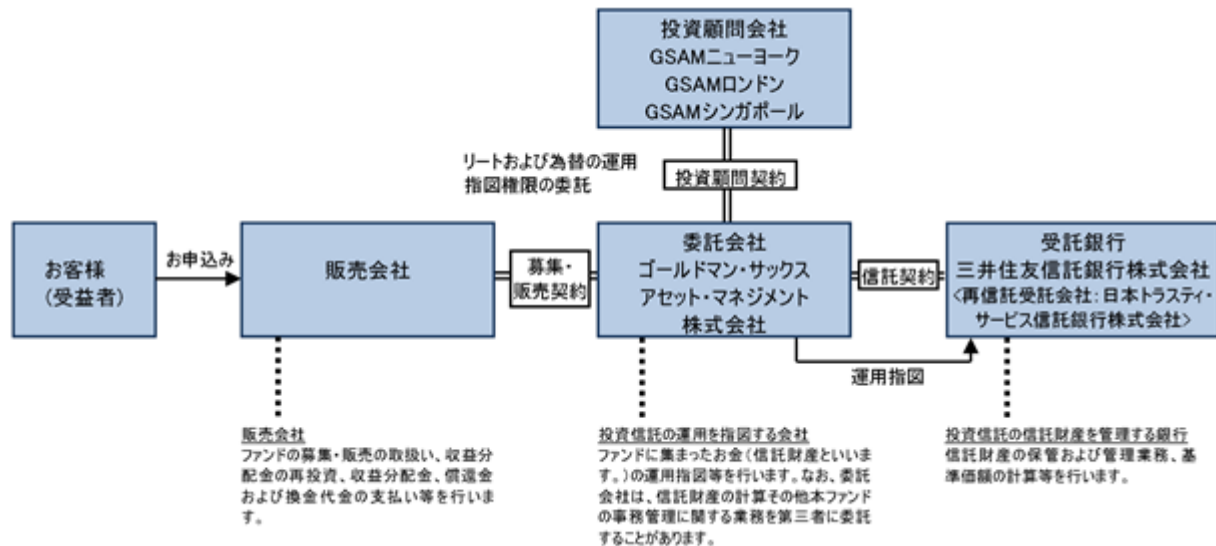 投資顧問会社
GSAMニューヨーク
GSAMロンドン
GSAMシンガポール
リートおよび為替の運用
指図権限の委託
投資顧問契約
お客様
(受益者)
お申込み
販売会社
募集・
販売契約
委託会社
ゴールドマン・サックス
アセット・マネジメント
株式会社
信託契約
受託銀行
三井住友信託銀行株式会社
<再信託受託会社:日本トラスティ・
サービス信託銀行株式会社>
運用指図
販売会社
ファンドの募集・販売の取扱い、収益分
配金の再投資、収益分配金、償還金
および換金代金の支払い等を行いま
す。
投資信託の運用を指図する会社
ファンドに集まったお金(信託財産といいま
す。)の運用指図等を行います。なお、委託
会社は、信託財産の計算その他本ファンド
の事務管理に関する業務を第三者に委託
することがあります。
投資信託の信託財産を管理する銀行
信託財産の保管および管理業務、基
準価額の計算等を行います。